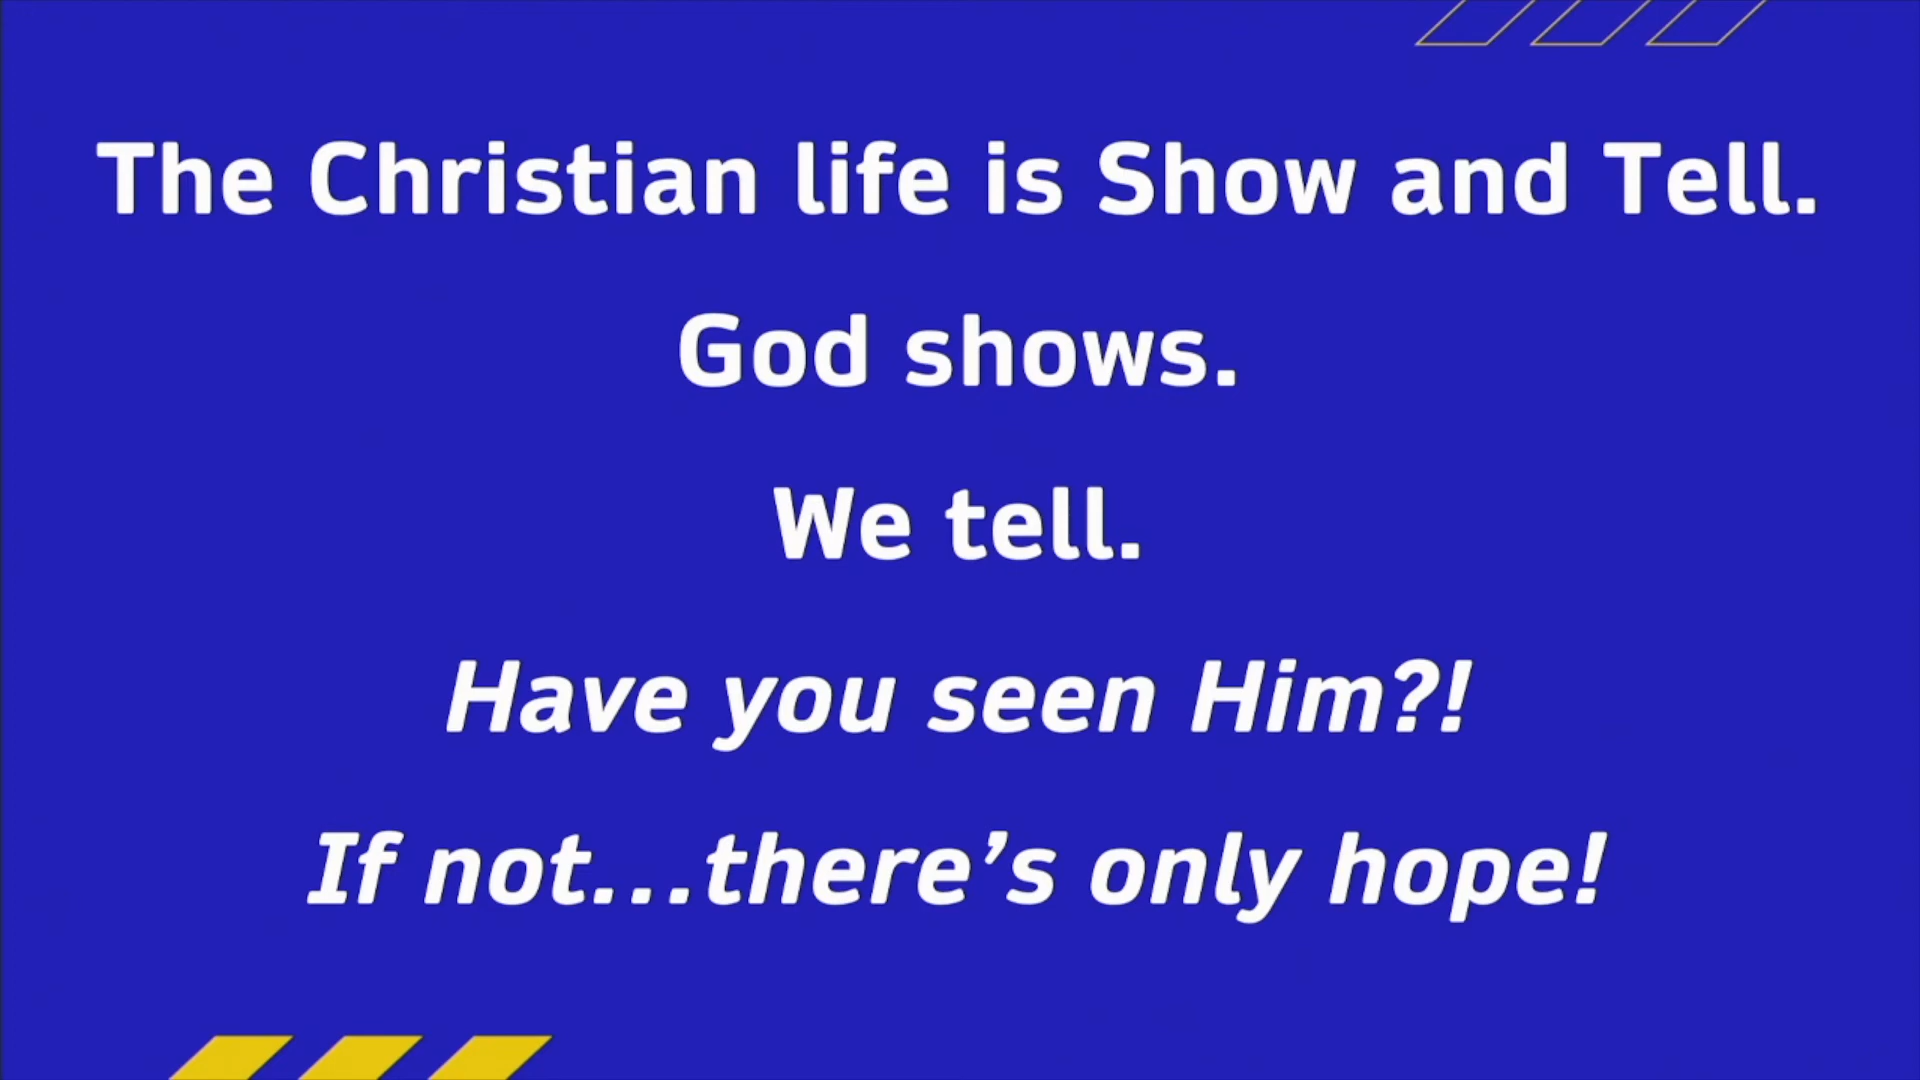 The Christian life is Show and Tell.
God shows.
We tell.
Have you seen Him?!
If not...there’s only hope!